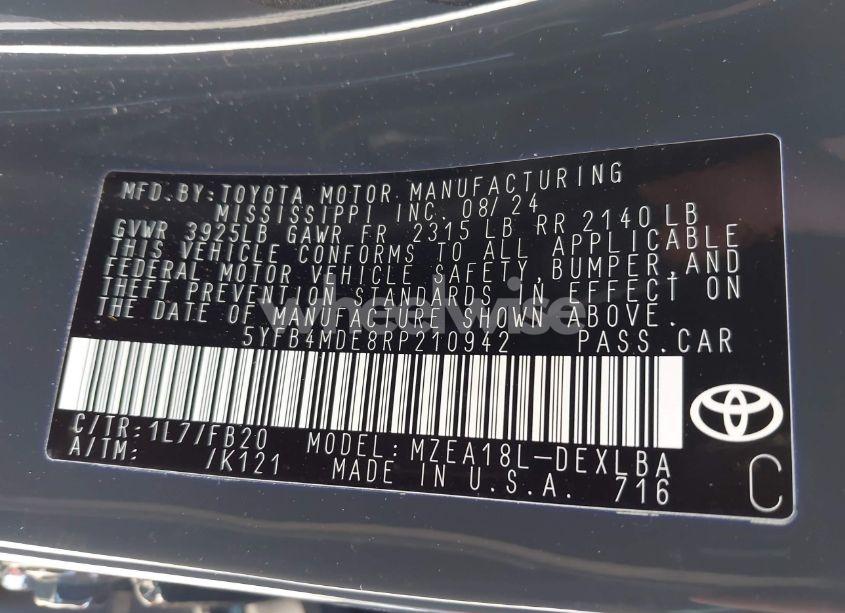 MFD. BY: TOYOTA MOTOR MANUFACTURING
MISSISSIPPI INC. 08/24
GVWR 3925LB GAWR FR 2315 LB RR 2140 LB
THIS VEHICLE CONFORMS TO ALL APPLICABLE
FEDERAL MOTOR VEHICLE SAFETY, BUMPER, AND
THEFT PREVENTION STANDARDS IN EFFECT ON
THE DATE OF MANUFACTURE SHOWN ABOVE.
5YFB4MDE8RP210942 PASS.CAR
C/TR: 1L7/FB20 MODEL: MZEA18L-DEXLBA
A/TM: /K121 MADE IN U.S.A. 716
C
wheelwise